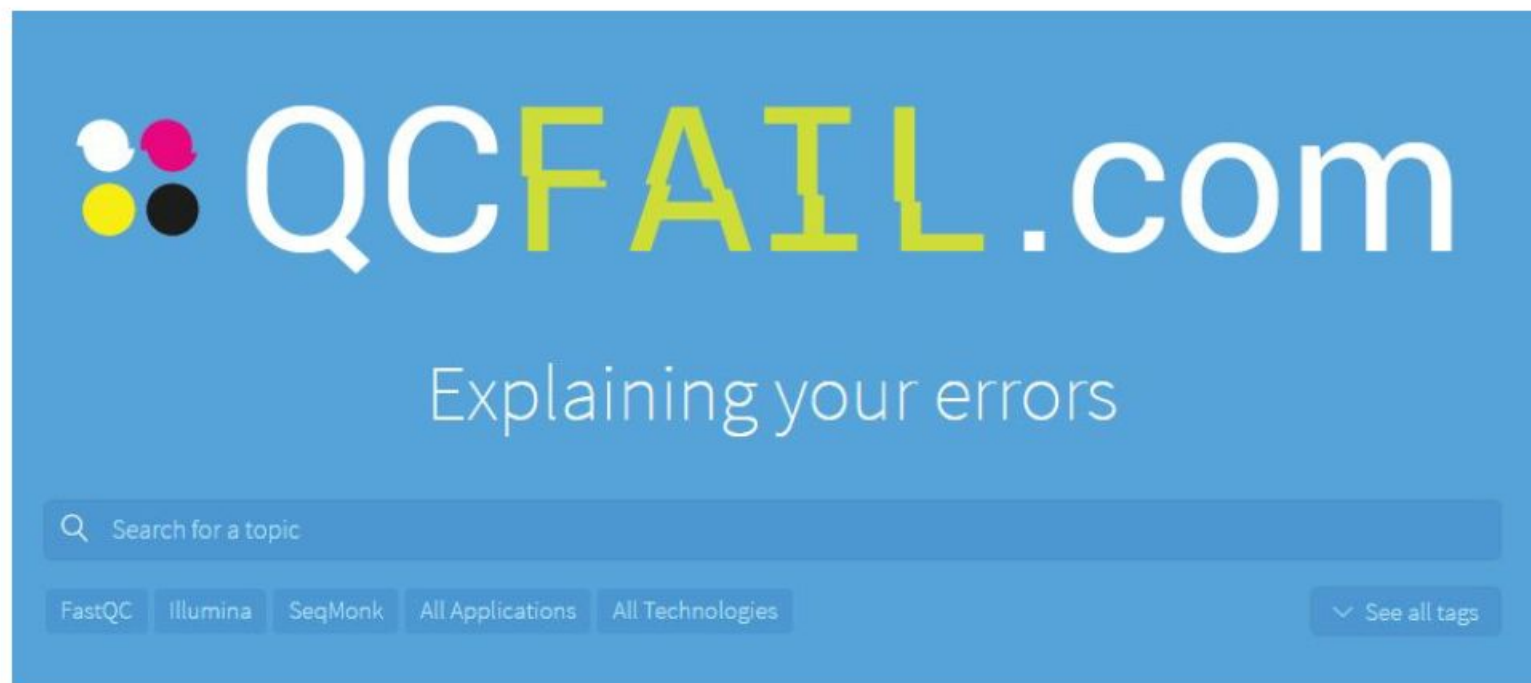 QCFAIL.com
Explaining your errors
Search for a topic
FastQC Illumina SeqMonk All Applications All Technologies See all tags